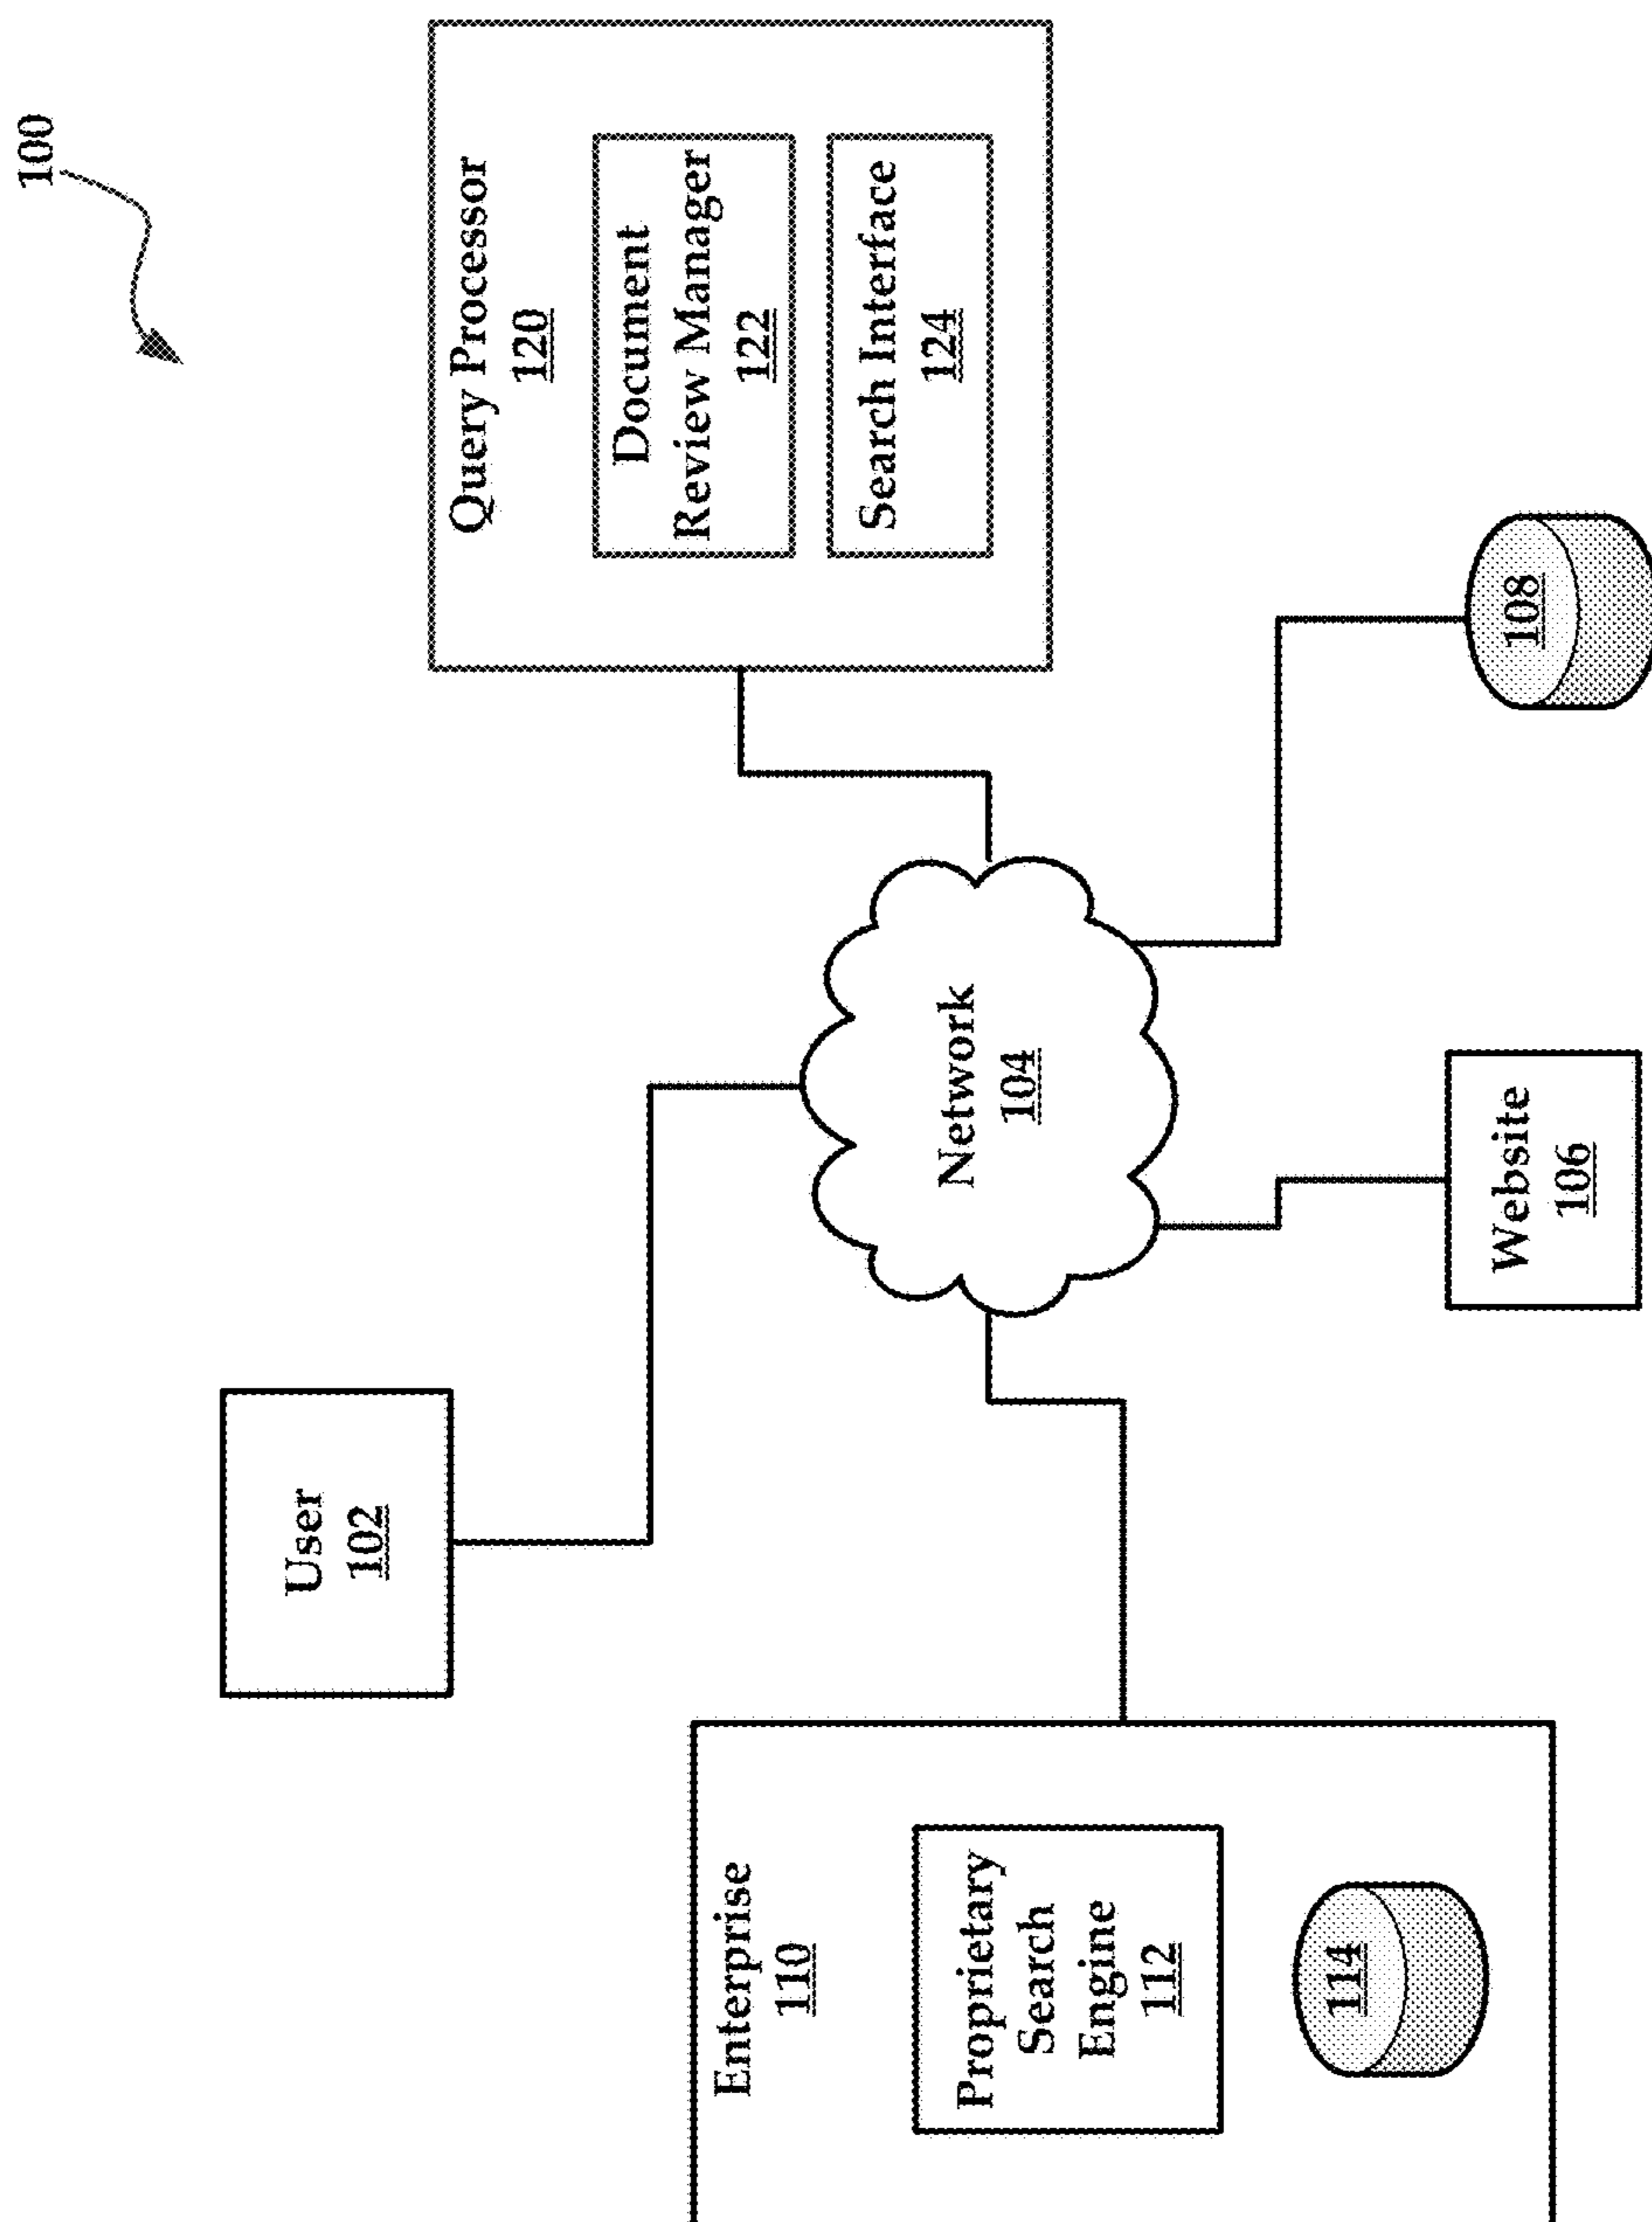 100
User
102
Query Processor
120
Document
Review Manager
122
Search Interface
124
Enterprise
110
Proprietary
Search
Engine
112
114
Network
104
Website
106
108